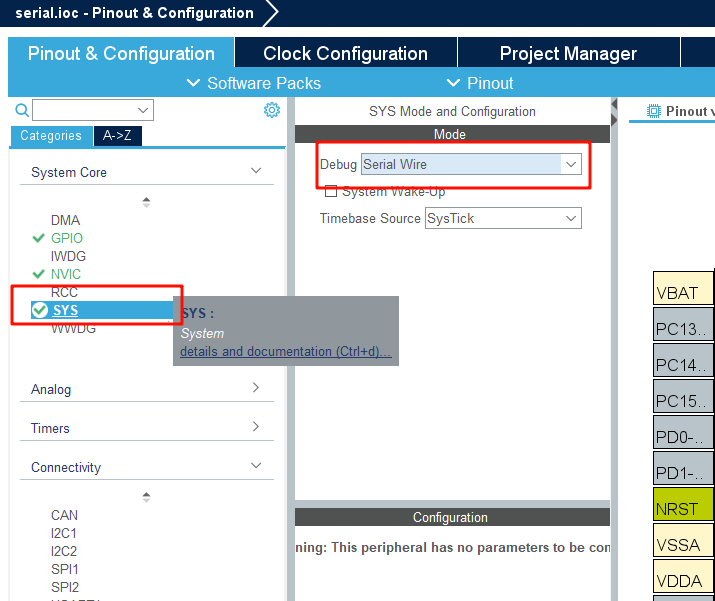 serial.ioc - Pinout & Configuration
Pinout & Configuration
Clock Configuration
Project Manager
Software Packs
Pinout
Categories
A->Z
System Core
DMA
GPIO
IWDG
NVIC
RCC
SYS
WWDG
Analog
Timers
Connectivity
CAN
I2C1
I2C2
SPI1
SPI2
SYS :
System
details and documentation (Ctrl+d)...
SYS Mode and Configuration
Mode
Debug Serial Wire
System Wake-Up
Timebase Source SysTick
Configuration
ning: This peripheral has no parameters to be con
Pinout v
VBAT
PC13..
PC14..
PC15..
PD0-..
PD1-..
NRST
VSSA
VDDA